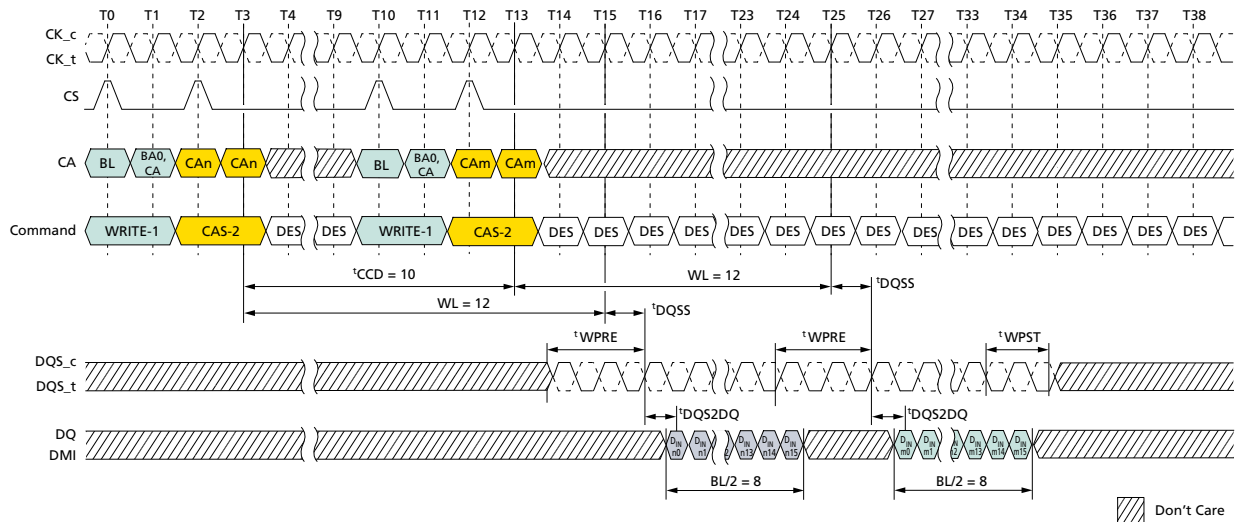 T0 T1 T2 T3 T4 T9 T10 T11 T12 T13 T14 T15 T16 T17 T23 T24 T25 T26 T27 T33 T34 T35 T36 T37 T38
CK_c
CK_t
CS
CA BL BA0, CA CAn CAn BL BA0, CA CAm CAm
Command WRITE-1 CAS-2 DES DES WRITE-1 CAS-2 DES DES DES DES DES DES DES DES DES DES DES DES DES DES DES
tCCD = 10 WL = 12 tDQSS
WL = 12 tDQSS
tWPRE tWPRE tWPST
DQS_c
DQS_t
tDQS2DQ tDQS2DQ
DQ DIN n0 DIN n1 DIN n13 DIN n14 DIN n15 DIN m0 DIN m1 DIN m13 DIN m14 DIN m15
DMI
BL/2 = 8 BL/2 = 8
Don't Care